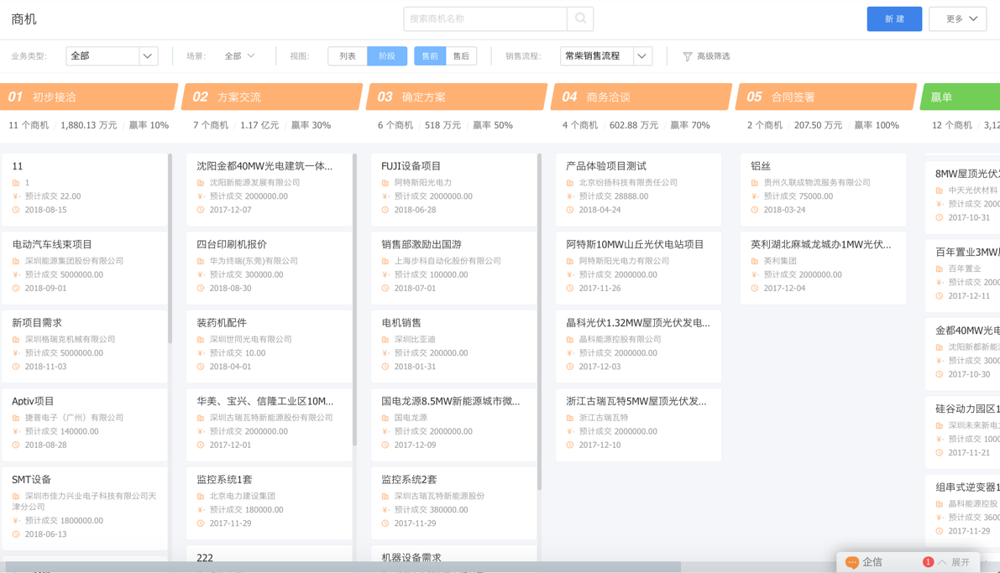 商机
搜索商机名称
新 建
更多
业务类型:
全部
场景:
全部
视图:
列表
阶段
售前
售后
销售流程:
常柴销售流程
高级筛选
01 初步接洽
02 方案交流
03 确定方案
04 商务洽谈
05 合同签署
赢单
11 个商机 / 1,880.13 万元 / 赢率 10%
7 个商机 / 1.17 亿元 / 赢率 30%
6 个商机 / 518 万元 / 赢率 50%
4 个商机 / 602.88 万元 / 赢率 70%
2 个商机 / 207.50 万元 / 赢率 100%
12 个商机 / 3,12
11
1
预计成交 22.00
2018-08-15
电动汽车线束项目
深圳能源集团股份有限公司
预计成交 5000000.00
2018-09-01
新项目需求
深圳格瑞克机械有限公司
预计成交 5000000.00
2018-11-03
Aptiv项目
捷普电子（广州）有限公司
预计成交 140000.00
2018-08-28
SMT设备
深圳市佳力兴业电子科技有限公司天
津分公司
预计成交 1800000.00
2018-06-13
沈阳金都40MW光电建筑一体...
沈阳新能源发展有限公司
预计成交 2000000.00
2017-12-07
四台印刷机报价
华为终端(东莞)有限公司
预计成交 300000.00
2018-08-30
装药机配件
深圳世同光电有限公司
预计成交 10.00
2018-04-01
华美、宝兴、信隆工业区10M...
深圳古瑞瓦特新能源股份有限公司
预计成交 2000000.00
2017-12-01
监控系统1套
北京电力建设集团
预计成交 180000.00
2017-11-29
222
FUJI设备项目
阿特斯阳光电力
预计成交 2000000.00
2018-06-28
销售部激励出国游
上海步科自动化股份有限公司
预计成交 100000.00
2018-07-01
电机销售
深圳比亚迪
预计成交 200000.00
2018-01-31
国电龙源8.5MW新能源城市微...
国电龙源
预计成交 2000000.00
2017-12-09
监控系统2套
深圳古瑞瓦特新能源股份
预计成交 380000.00
2017-11-29
机器设备需求
产品体验项目测试
北京纷扬科技有限责任公司
预计成交 28888.00
2018-04-24
阿特斯10MW山丘光伏电站项目
阿特斯阳光电力有限公司
预计成交 2000000.00
2017-11-26
晶科光伏1.32MW屋顶光伏发电...
晶科能源控股有限公司
预计成交 2000000.00
2017-12-03
浙江古瑞瓦特5MW屋顶光伏发...
浙江古瑞瓦特
预计成交 2000000.00
2017-12-10
铝丝
贵州久联成物流服务有限公司
预计成交 75000.00
2018-03-24
英利湖北麻城龙城办1MW光伏...
英利集团
预计成交 2000000.00
2017-12-04
8MW屋顶光伏发
中天光伏材料
预计成交 2000
2017-10-31
百年置业3MW
百年置业
预计成交 2000
2017-12-11
金都40MW光电
沈阳新都新能
预计成交 3000
2017-10-30
硅谷动力园区1
深圳未来新电
预计成交 1000
2017-11-21
组串式逆变器1
晶科能源控股
预计成交 3600
2017-11-29
企信
1
展开